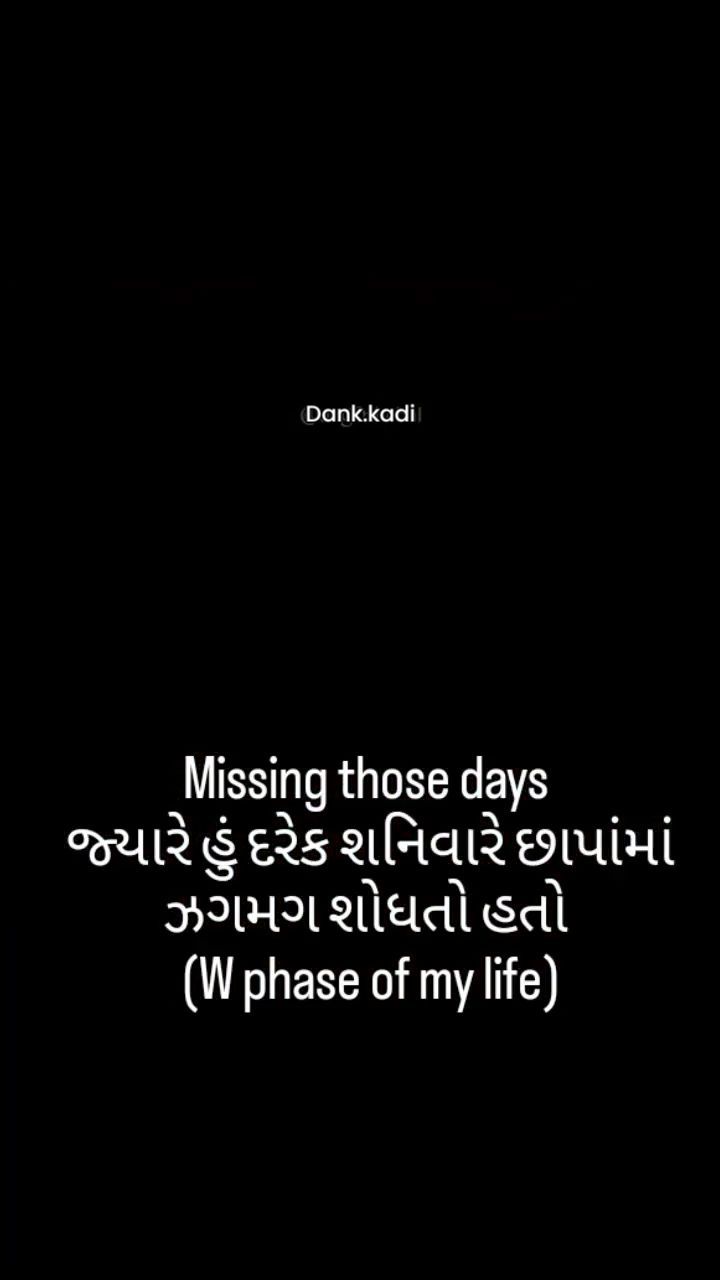 Dank.kadi
Missing those days
જ્યારે હું દરેક શનિવારે છાપાંમાં
ઝગમગ શોધતો હતો
(W phase of my life)